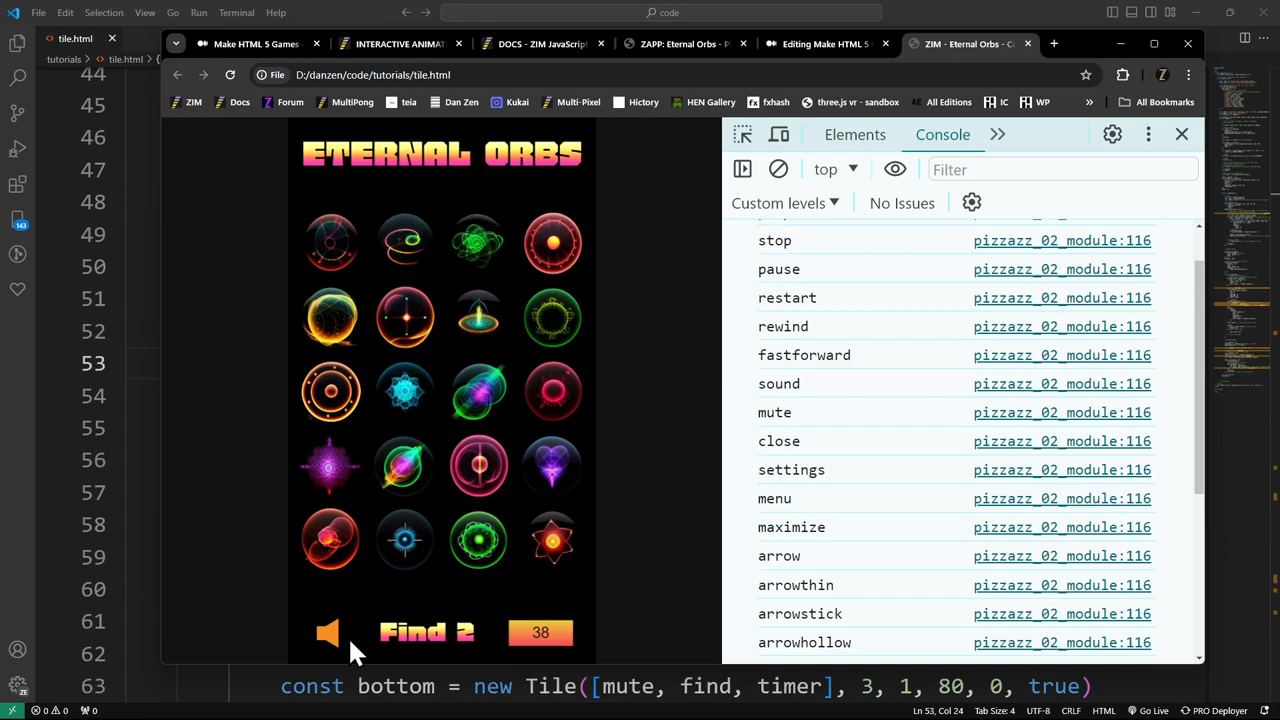 File Edit Selection View Go Run Terminal Help
code
tile.html
tutorials > tile.html >
Make HTML 5 Games
INTERACTIVE ANIMAT
DOCS - ZIM JavaScript
ZAPP: Eternal Orbs - P
Editing Make HTML 5
ZIM - Eternal Orbs - C
File D:/danzen/code/tutorials/tile.html
ZIM Docs Forum MultiPong teia Dan Zen Kukai Multi-Pixel Hictory HEN Gallery three.js vr - sandbox All Editions IC WP » All Bookmarks
ETERNAL ORBS
Elements Console
top Filter
Custom levels No Issues
stop pizzazz_02_module:116
pause pizzazz_02_module:116
restart pizzazz_02_module:116
rewind pizzazz_02_module:116
fastforward pizzazz_02_module:116
sound pizzazz_02_module:116
mute pizzazz_02_module:116
close pizzazz_02_module:116
settings pizzazz_02_module:116
menu pizzazz_02_module:116
maximize pizzazz_02_module:116
arrow pizzazz_02_module:116
arrowthin pizzazz_02_module:116
arrowstick pizzazz_02_module:116
arrowhollow pizzazz_02_module:116
Find 2
38
44
45
46
47
48
49
50
51
52
53
54
55
56
57
58
59
60
61
62
63 const bottom = new Tile([mute, find, timer], 3, 1, 80, 0, true)
143
ZE
0 0 0 Ln 53, Col 24 Tab Size: 4 UTF-8 CRLF HTML Go Live PRO Deployer